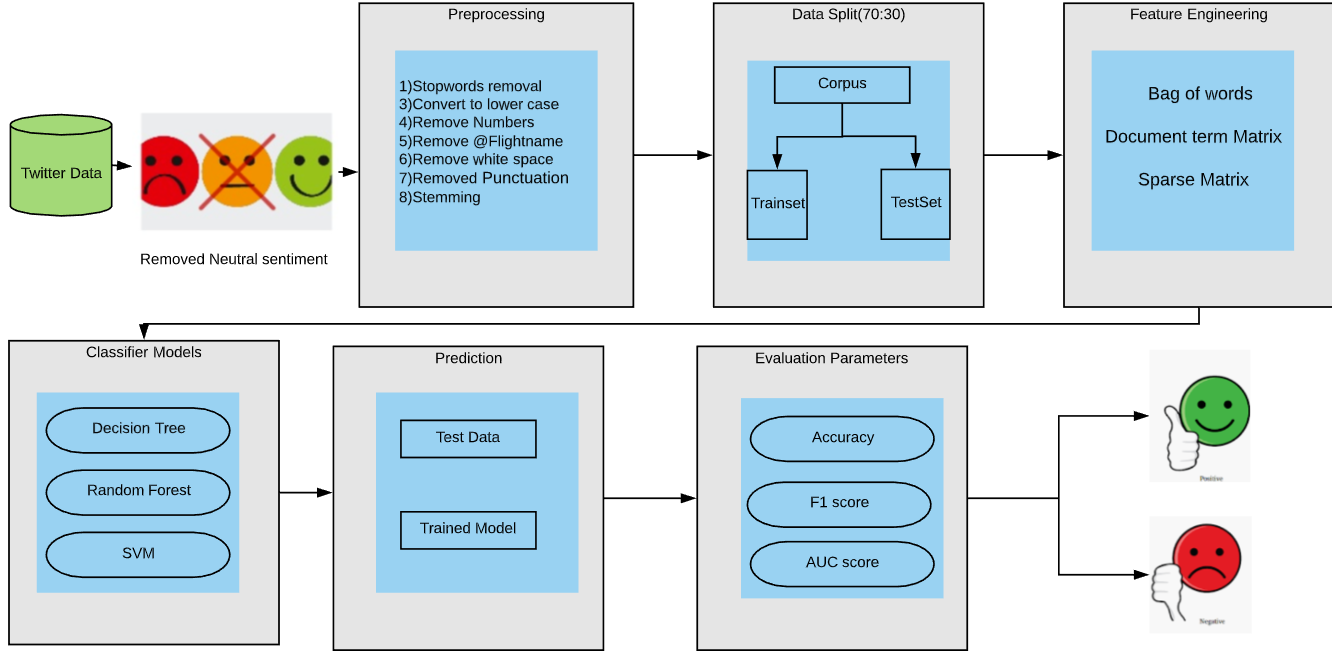 Preprocessing
Data Split(70:30)
Feature Engineering
Twitter Data
Removed Neutral sentiment
1)Stopwords removal
3)Convert to lower case
4)Remove Numbers
5)Remove @Flightname
6)Remove white space
7)Removed Punctuation
8)Stemming
Corpus
Trainset
TestSet
Bag of words
Document term Matrix
Sparse Matrix
Classifier Models
Decision Tree
Random Forest
SVM
Prediction
Test Data
Trained Model
Evaluation Parameters
Accuracy
F1 score
AUC score
Positive
Negative